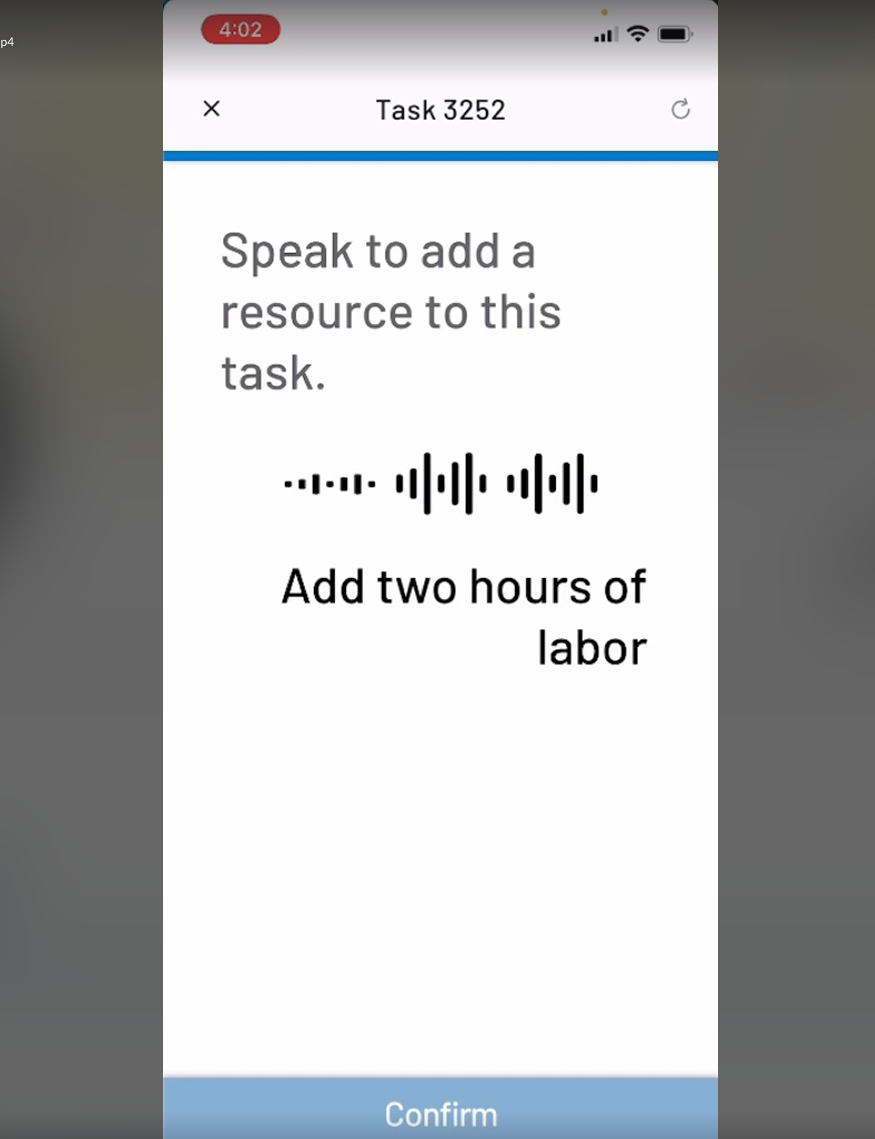 p4
4:02
Task 3252
Speak to add a
resource to this
task.
Add two hours of
labor
Confirm